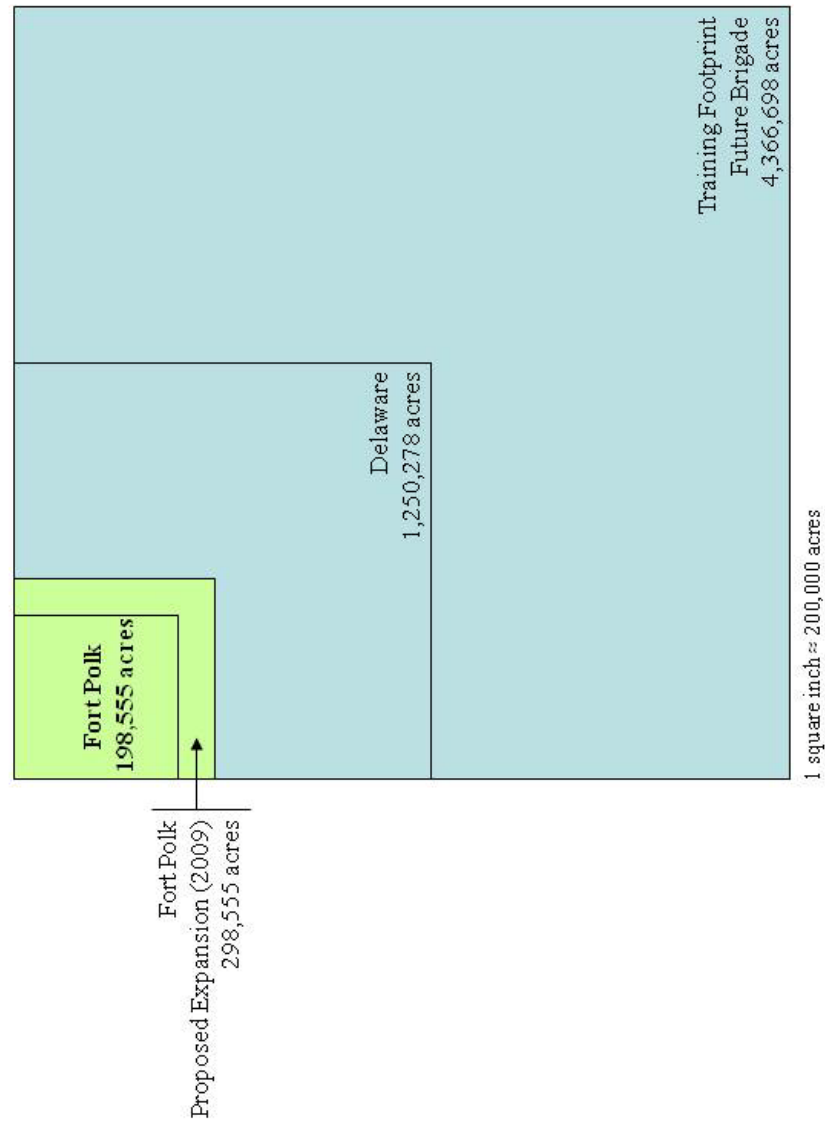 Fort Polk
198,555 acres
Fort Polk
Proposed Expansion (2009)
298,555 acres
Delaware
1,250,278 acres
Training Footprint
Future Brigade
4,366,698 acres
1 square inch ≈ 200,000 acres